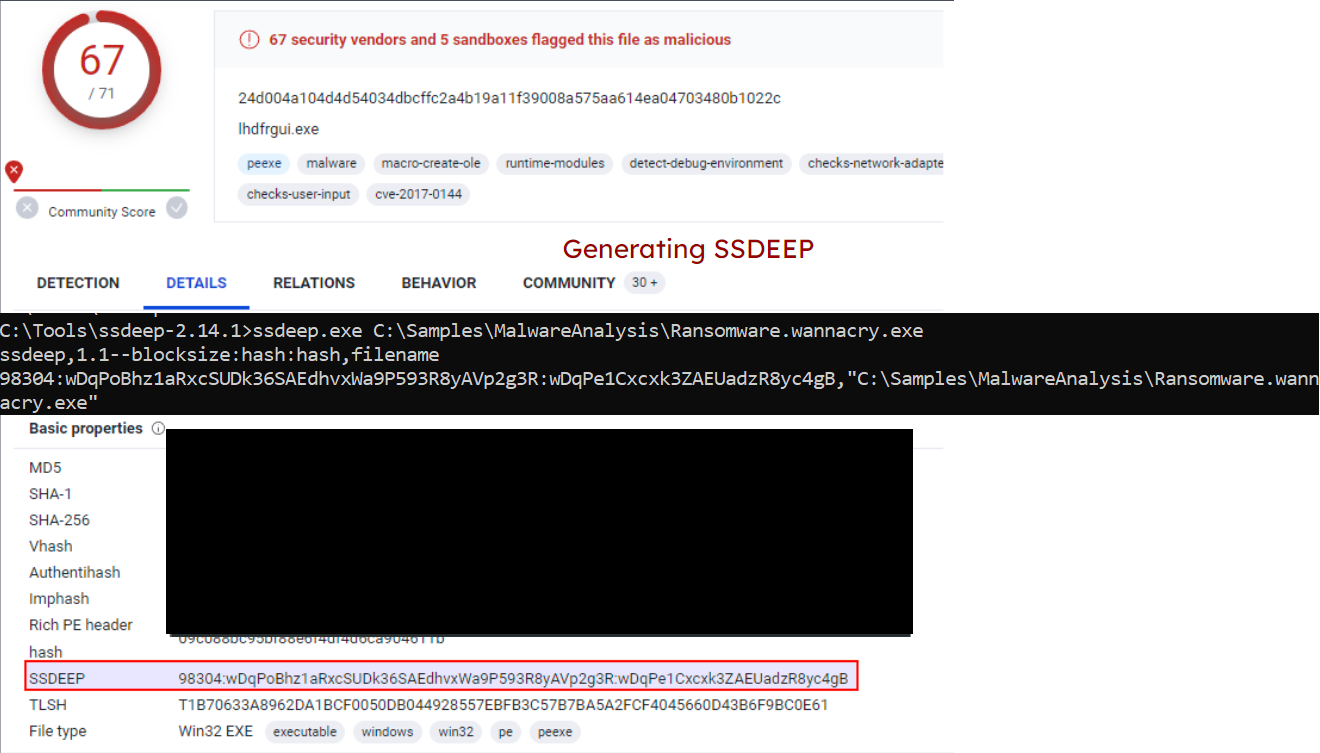 67
/ 71
Community Score
67 security vendors and 5 sandboxes flagged this file as malicious
24d004a104d4d54034dbcffc2a4b19a11f39008a575aa614ea04703480b1022c
lhdfrgui.exe
peexe malware macro-create-ole runtime-modules detect-debug-environment checks-network-adapte
checks-user-input cve-2017-0144
Generating SSDEEP
DETECTION DETAILS RELATIONS BEHAVIOR COMMUNITY 30 +
C:\Tools\ssdeep-2.14.1>ssdeep.exe C:\Samples\MalwareAnalysis\Ransomware.wannacry.exe
ssdeep,1.1--blocksize:hash:hash,filename
98304:wDqPoBhz1aRxcSUDk36SAEdhvxWa9P593R8yAVp2g3R:wDqPe1Cxcxk3ZAEUadzR8yc4gB,"C:\Samples\MalwareAnalysis\Ransomware.wann
acry.exe"
Basic properties
MD5
SHA-1
SHA-256
Vhash
Authentihash
Imphash
Rich PE header
hash
SSDEEP 98304:wDqPoBhz1aRxcSUDk36SAEdhvxWa9P593R8yAVp2g3R:wDqPe1Cxcxk3ZAEUadzR8yc4gB
TLSH T1B70633A8962DA1BCF0050DB044928557EBFB3C57B7BA5A2FCF4045660D43B6F9BC0E61
File type Win32 EXE executable windows win32 pe peexe